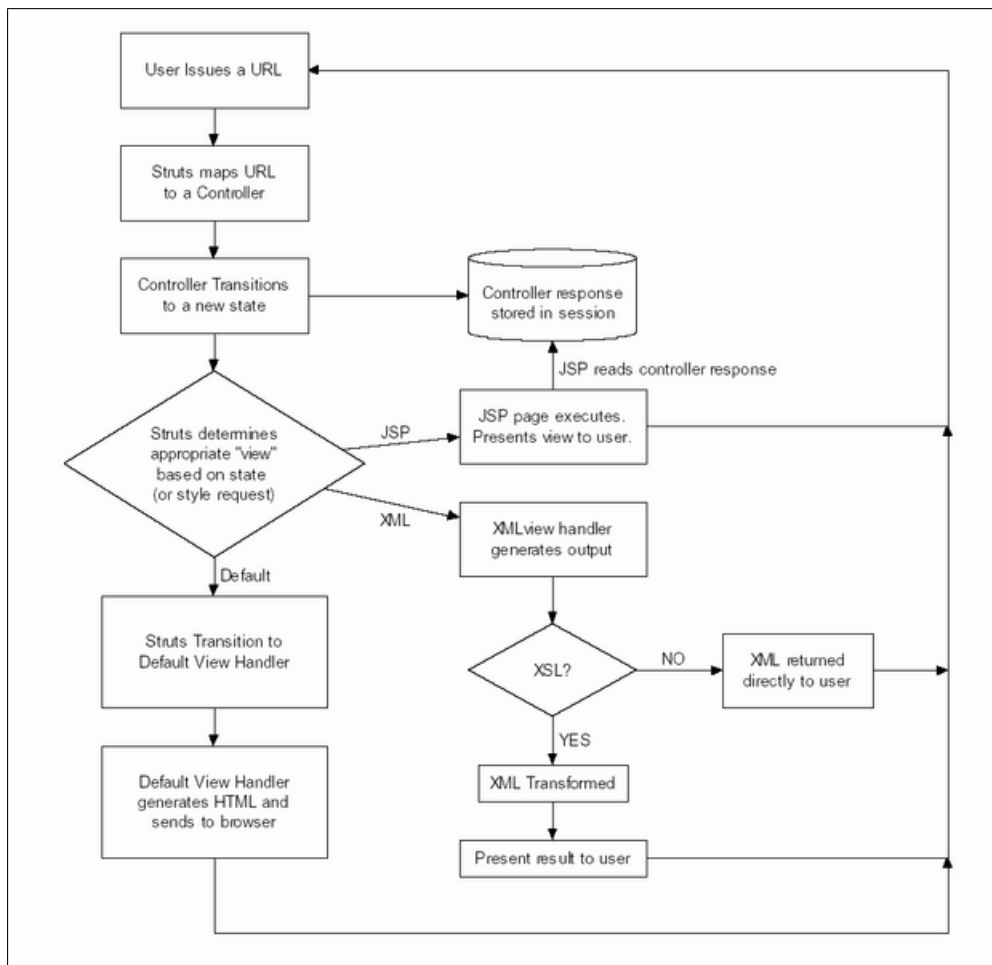 User Issues a URL
Struts maps URL
to a Controller
Controller Transitions
to a new state
Controller response
stored in session
JSP reads controller response
JSP page executes.
Presents view to user.
JSP
Struts determines
appropriate "view"
based on state
(or style request)
XML
XMLview handler
generates output
Default
Struts Transition to
Default View Handler
XSL?
NO
XML returned
directly to user
YES
XML Transformed
Default View Handler
generates HTML and
sends to browser
Present result to user